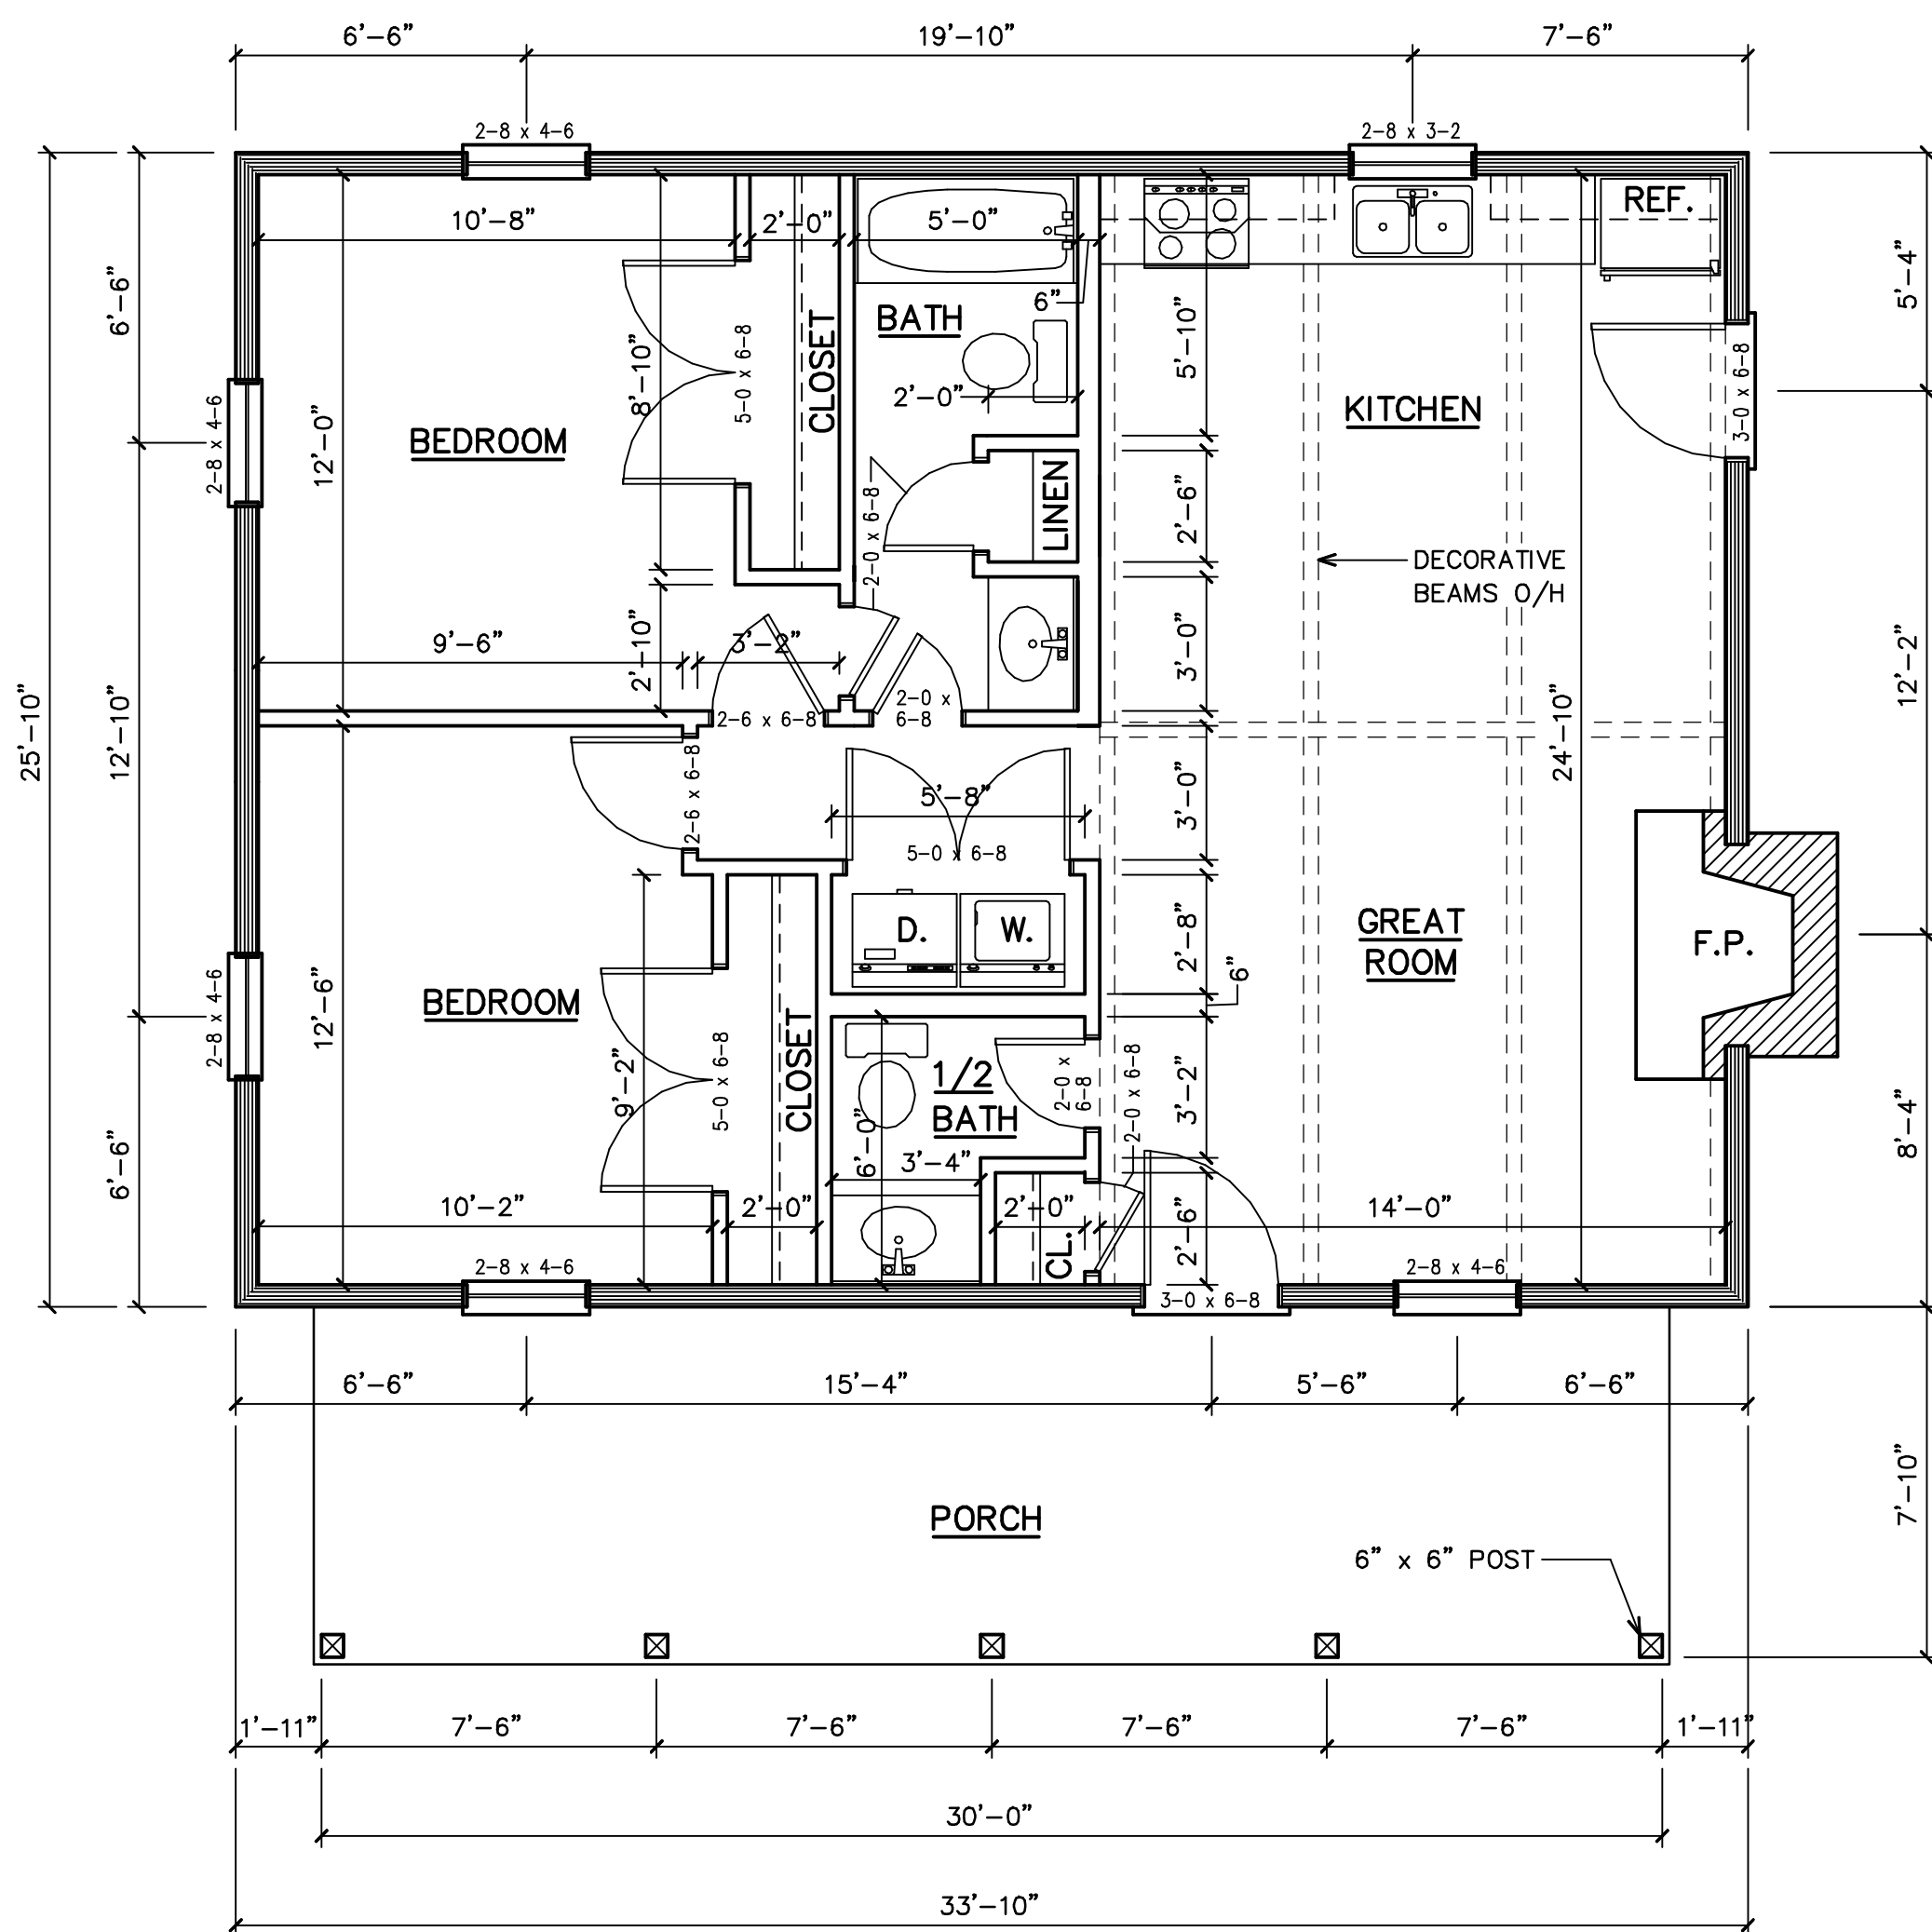 6'-6"
19'-10"
7'-6"
2-8 x 4-6
2-8 x 3-2
REF.
10'-8"
2'-0"
5'-0"
6'-6"
5'-4"
6"
BATH
5'-10"
CLOSET
5-0 x 6-8
8'-10"
3-0 x 6-8
2'-0"
KITCHEN
2-8 x 4-6
12'-0"
BEDROOM
LINEN
2'-6"
2-0 x 6-8
DECORATIVE
BEAMS O/H
9'-6"
3'-2"
2'-10"
3'-0"
12'-2"
2-0 x
6-8
2-6 x 6-8
25'-10"
12'-10"
24'-10"
2-6 x 6-8
3'-0"
5'-8"
5-0 x 6-8
D.
W.
2'-8"
GREAT
ROOM
F.P.
6"
BEDROOM
12'-6"
2-8 x 4-6
CLOSET
5-0 x 6-8
9'-2"
1/2
BATH
2-0 x
6-8
2-0 x 6-8
3'-2"
6'-0"
3'-4"
6'-6"
8'-4"
10'-2"
2'-0"
2'-0"
CL.
2'-6"
14'-0"
2-8 x 4-6
3-0 x 6-8
2-8 x 4-6
6'-6"
15'-4"
5'-6"
6'-6"
7'-10"
PORCH
6" x 6" POST
1'-11"
7'-6"
7'-6"
7'-6"
7'-6"
1'-11"
30'-0"
33'-10"